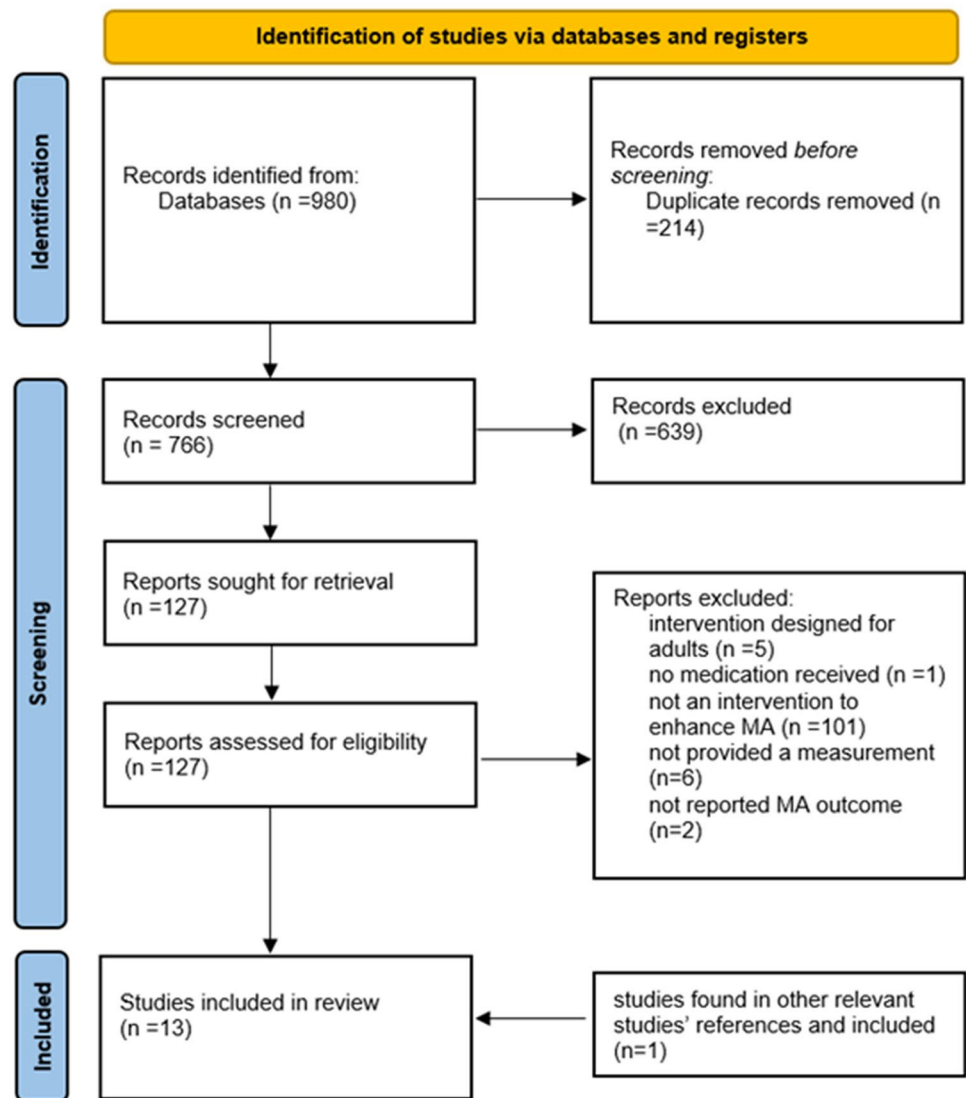 Identification of studies via databases and registers
Identification
Records identified from:
Databases (n =980)
Records removed before
screening:
Duplicate records removed (n
=214)
Screening
Records screened
(n = 766)
Records excluded
(n =639)
Reports sought for retrieval
(n =127)
Reports assessed for eligibility
(n =127)
Reports excluded:
intervention designed for
adults (n =5)
no medication received (n =1)
not an intervention to
enhance MA (n =101)
not provided a measurement
(n=6)
not reported MA outcome
(n=2)
Included
Studies included in review
(n =13)
studies found in other relevant
studies’ references and included
(n=1)